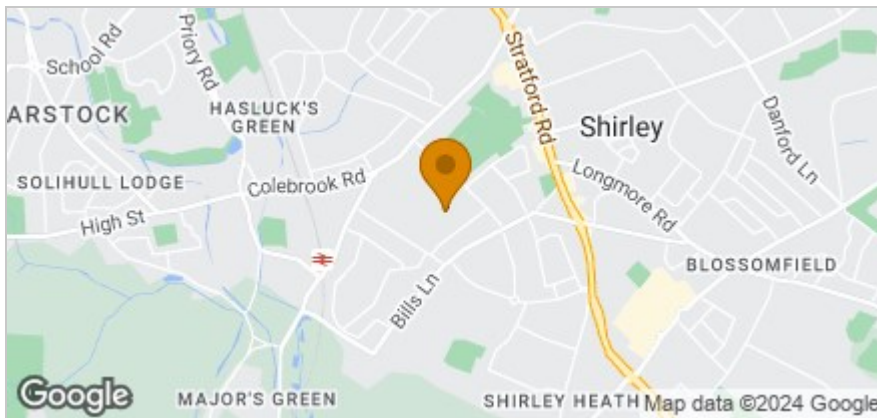 School Rd
Priory Rd
Stratford Rd
ARSTOCK
HASLUCK'S
GREEN
Shirley
Danford Ln
SOLIHULL LODGE
Colebrook Rd
Longmore Rd
High St
BLOSSOMFIELD
Bills Ln
Google
MAJOR'S GREEN
SHIRLEY HEATH
Map data ©2024 Google